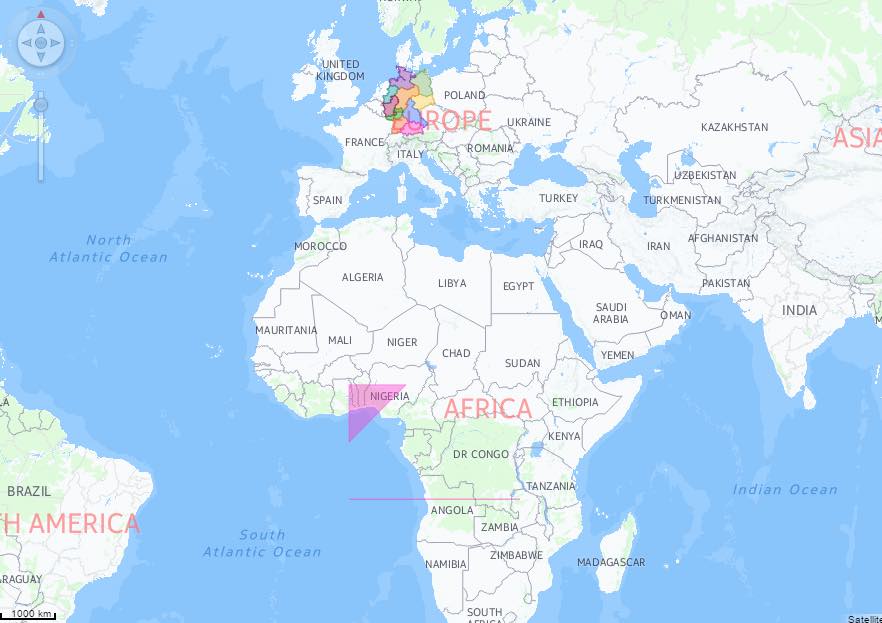 UNITED
KINGDOM
POLAND
EUROPE
UKRAINE
KAZAKHSTAN
ASIA
FRANCE
ITALY
ROMANIA
UZBEKISTAN
SPAIN
TURKEY
TURKMENISTAN
North
Atlantic Ocean
MOROCCO
IRAQ
IRAN
AFGHANISTAN
ALGERIA
LIBYA
EGYPT
PAKISTAN
SAUDI
ARABIA
OMAN
INDIA
MAURITANIA
MALI
NIGER
CHAD
YEMEN
SUDAN
NIGERIA
AFRICA
ETHIOPIA
KENYA
DR CONGO
BRAZIL
TANZANIA
Indian Ocean
ANGOLA
TH AMERICA
ZAMBIA
South
Atlantic Ocean
ZIMBABWE
MADAGASCAR
NAMIBIA
ARAGUAY
SOUTH
AFRICA
1000 km
Satellite